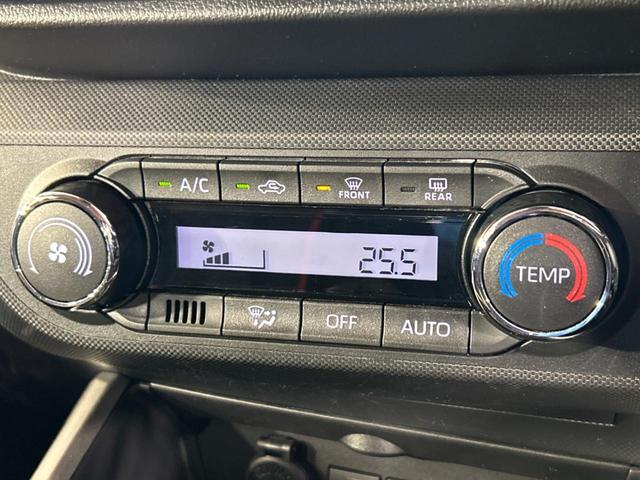 A/C
FRONT
REAR
25.5
TEMP
OFF
AUTO